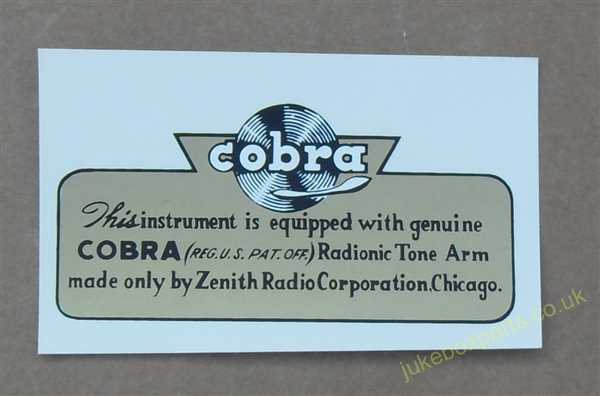 cobra
This instrument is equipped with genuine
COBRA (REG. U.S. PAT. OFF.) Radionic Tone Arm
made only by Zenith Radio Corporation, Chicago.
jukeboxparts.co.uk